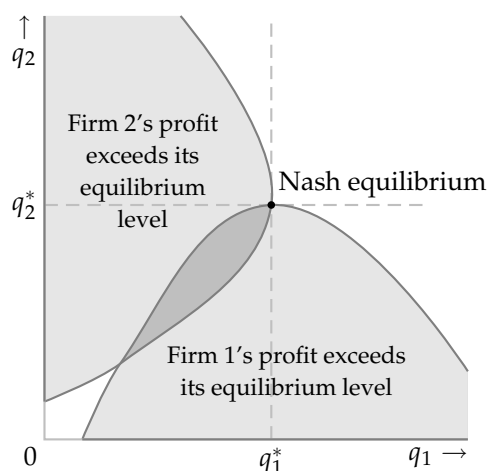 ↑
q₂
Firm 2's profit
exceeds its
equilibrium
level
Nash equilibrium
q₂*
Firm 1's profit exceeds
its equilibrium level
0
q₁*
q₁ →